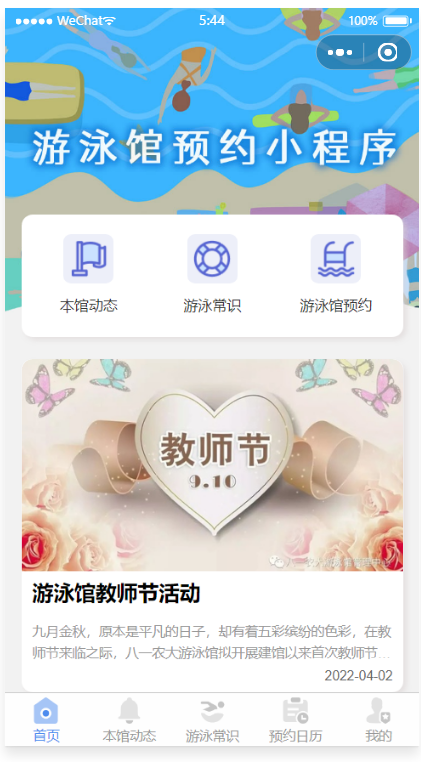 WeChat
5:44
100%
游泳馆预约小程序
本馆动态
游泳常识
游泳馆预约
教师节
9.10
游泳馆教师节活动
九月金秋，原本是平凡的日子，却有着五彩缤纷的色彩，在教
师节来临之际，八一农大游泳馆拟开展建馆以来首次教师节...
2022-04-02
首页
本馆动态
游泳常识
预约日历
我的